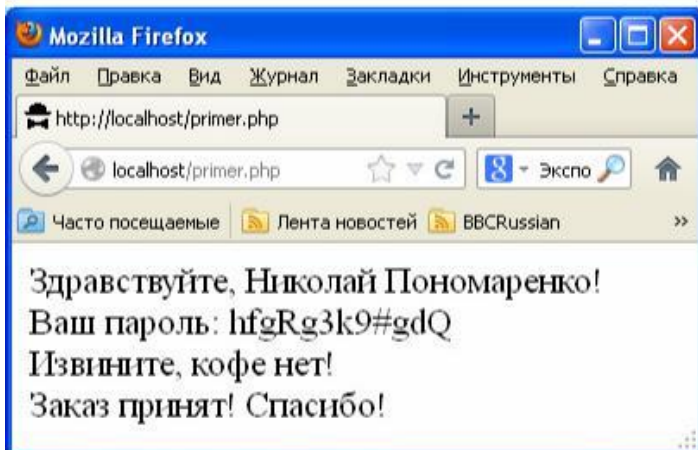 Mozilla Firefox
Файл Правка Вид Журнал Закладки Инструменты Справка
http://localhost/primer.php
localhost/primer.php Экспо
Часто посещаемые Лента новостей BBCRussian
Здравствуйте, Николай Пономаренко!
Ваш пароль: hfgRg3k9#gdQ
Извините, кофе нет!
Заказ принят! Спасибо!